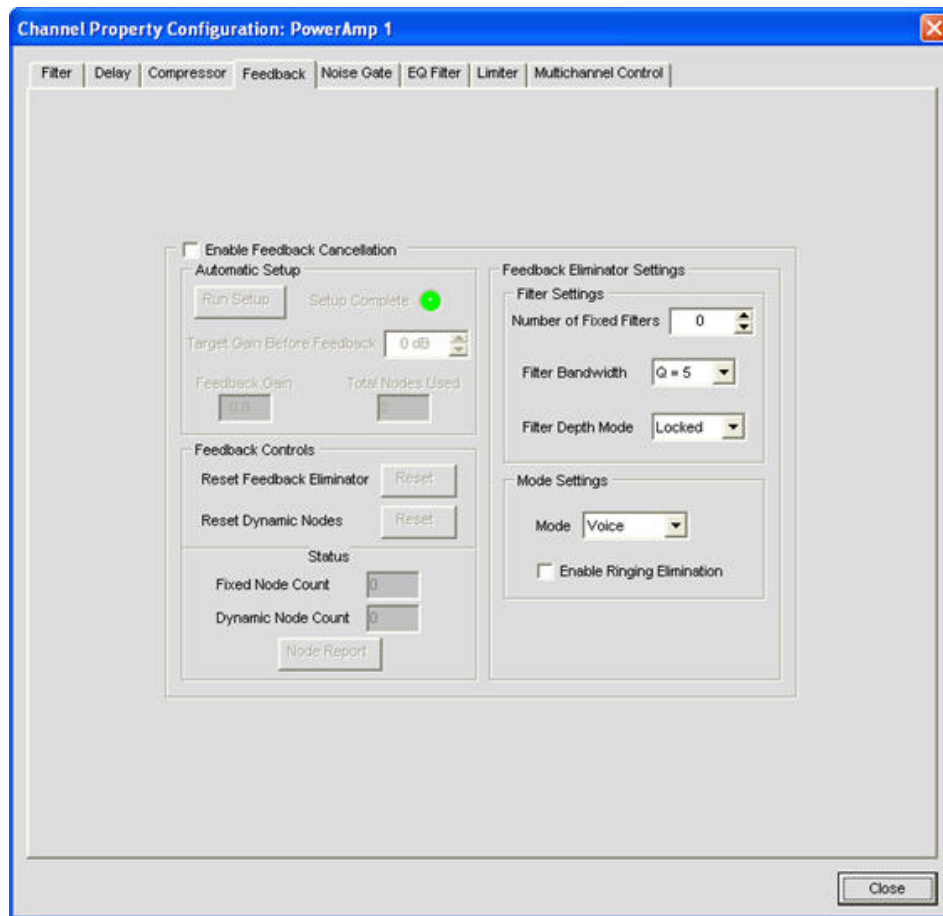 Channel Property Configuration: PowerAmp 1
Filter Delay Compressor Feedback Noise Gate EQ Filter Limiter Multichannel Control
Enable Feedback Cancellation
Automatic Setup
Run Setup Setup Complete
Target Gain Before Feedback 0 dB
Feedback Gain Total Nodes Used
0.0 0
Feedback Controls
Reset Feedback Eliminator Reset
Reset Dynamic Nodes Reset
Status
Fixed Node Count 0
Dynamic Node Count 0
Node Report
Feedback Eliminator Settings
Filter Settings
Number of Fixed Filters 0
Filter Bandwidth Q = 5
Filter Depth Mode Locked
Mode Settings
Mode Voice
Enable Ringing Elimination
Close